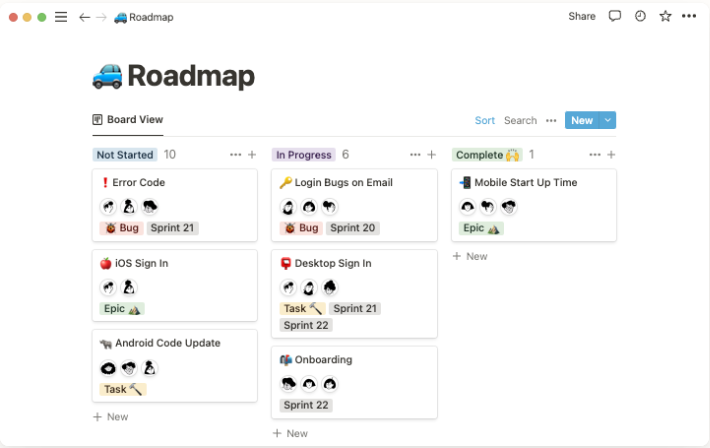 Roadmap
Share
Roadmap
Board View
Sort Search
New
Not Started 10
Error Code
Bug Sprint 21
iOS Sign In
Epic
Android Code Update
Task
+ New
In Progress 6
Login Bugs on Email
Bug Sprint 20
Desktop Sign In
Task Sprint 21
Sprint 22
Onboarding
Sprint 22
+ New
Complete 1
Mobile Start Up Time
Epic
+ New